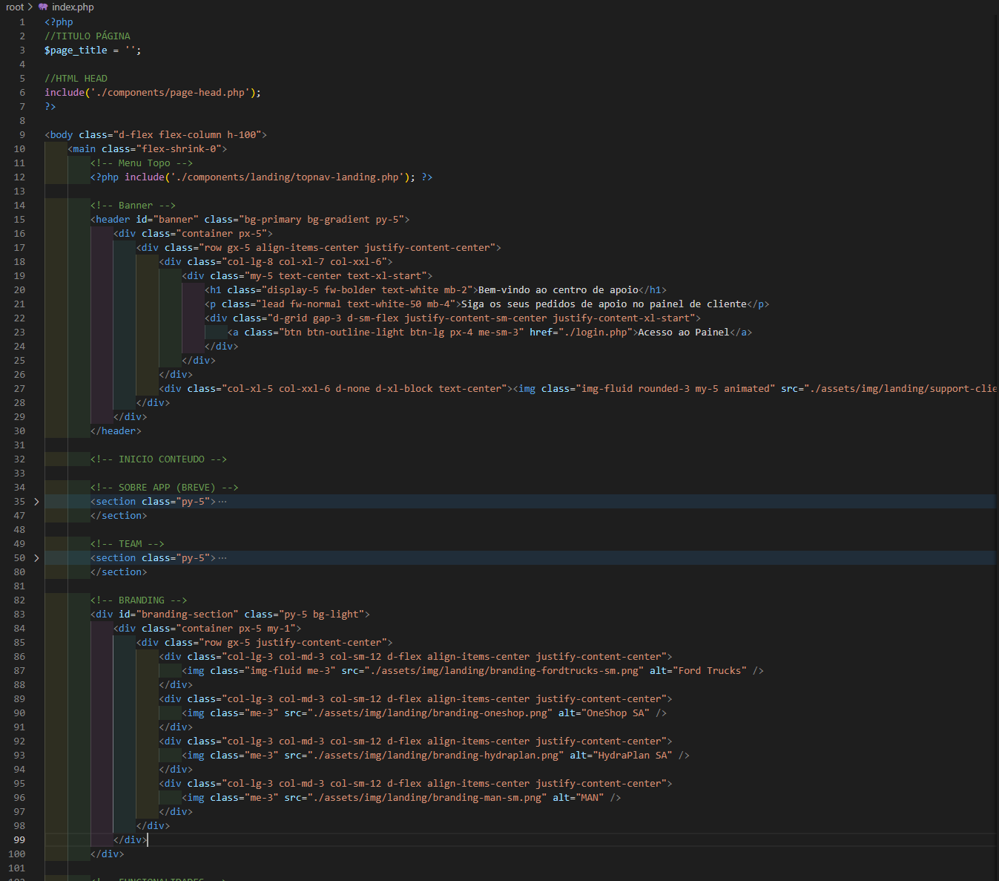 root > index.php
1 <?php
2 //TITULO PÁGINA
3 $page_title = '';
4
5 //HTML HEAD
6 include('./components/page-head.php');
7 ?>
8
9 <body class="d-flex flex-column h-100">
10 <main class="flex-shrink-0">
11 <!-- Menu Topo -->
12 <?php include('./components/landing/topnav-landing.php'); ?>
13
14 <!-- Banner -->
15 <header id="banner" class="bg-primary bg-gradient py-5">
16 <div class="container px-5">
17 <div class="row gx-5 align-items-center justify-content-center">
18 <div class="col-lg-8 col-xl-7 col-xxl-6">
19 <div class="my-5 text-center text-xl-start">
20 <h1 class="display-5 fw-bolder text-white mb-2">Bem-vindo ao centro de apoio</h1>
21 <p class="lead fw-normal text-white-50 mb-4">Siga os seus pedidos de apoio no painel de cliente</p>
22 <div class="d-grid gap-3 d-sm-flex justify-content-sm-center justify-content-xl-start">
23 <a class="btn btn-outline-light btn-lg px-4 me-sm-3" href="./login.php">Acesso ao Painel</a>
24 </div>
25 </div>
26 </div>
27 <div class="col-xl-5 col-xxl-6 d-none d-xl-block text-center"><img class="img-fluid rounded-3 my-5 animated" src="./assets/img/landing/support-clie
28 </div>
29 </div>
30 </header>
31
32 <!-- INICIO CONTEUDO -->
33
34 <!-- SOBRE APP (BREVE) -->
35 > <section class="py-5">···
47 </section>
48
49 <!-- TEAM -->
50 > <section class="py-5">···
80 </section>
81
82 <!-- BRANDING -->
83 <div id="branding-section" class="py-5 bg-light">
84 <div class="container px-5 my-1">
85 <div class="row gx-5 justify-content-center">
86 <div class="col-lg-3 col-md-3 col-sm-12 d-flex align-items-center justify-content-center">
87 <img class="img-fluid me-3" src="./assets/img/landing/branding-fordtrucks-sm.png" alt="Ford Trucks" />
88 </div>
89 <div class="col-lg-3 col-md-3 col-sm-12 d-flex align-items-center justify-content-center">
90 <img class="me-3" src="./assets/img/landing/branding-oneshop.png" alt="OneShop SA" />
91 </div>
92 <div class="col-lg-3 col-md-3 col-sm-12 d-flex align-items-center justify-content-center">
93 <img class="me-3" src="./assets/img/landing/branding-hydraplan.png" alt="HydraPlan SA" />
94 </div>
95 <div class="col-lg-3 col-md-3 col-sm-12 d-flex align-items-center justify-content-center">
96 <img class="me-3" src="./assets/img/landing/branding-man-sm.png" alt="MAN" />
97 </div>
98 </div>
99 </div>
100 </div>
101